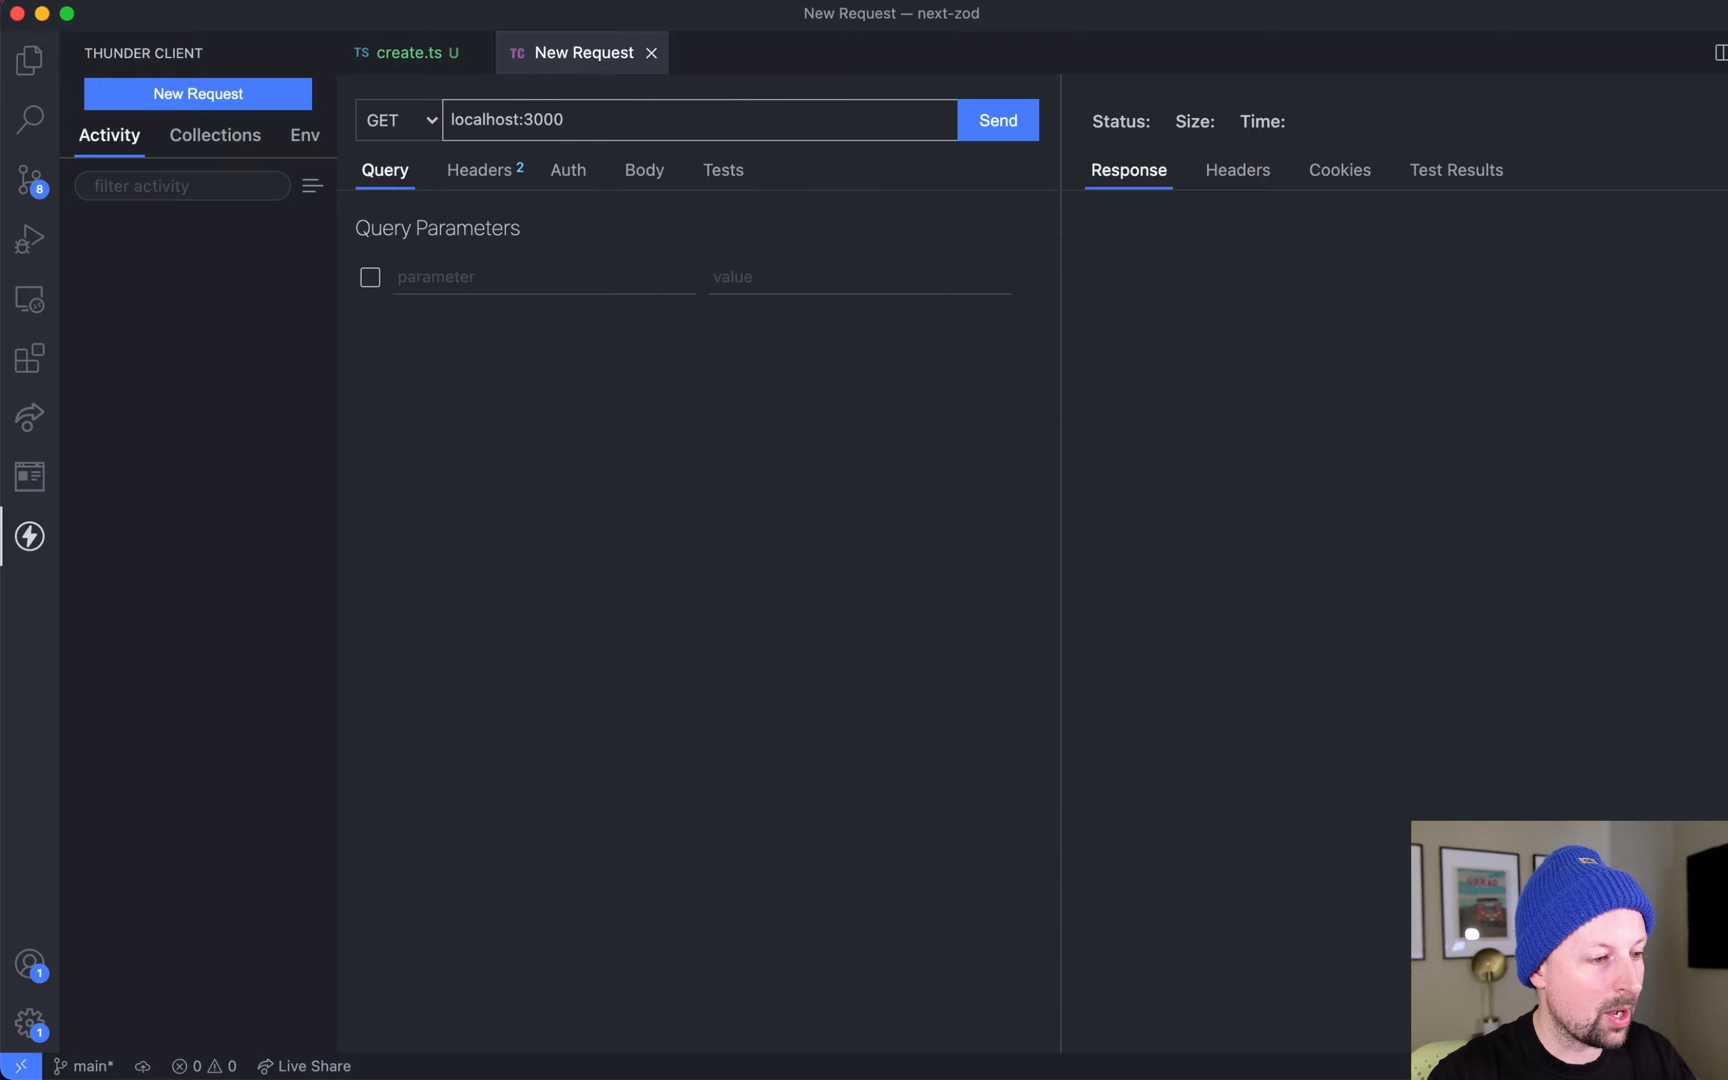 New Request — next-zod
THUNDER CLIENT
TS create.ts U
TC New Request
New Request
GET
localhost:3000
Send
Status:
Size:
Time:
Activity
Collections
Env
filter activity
Query
Headers 2
Auth
Body
Tests
Response
Headers
Cookies
Test Results
Query Parameters
parameter
value
8
1
1
main*
0
0
Live Share